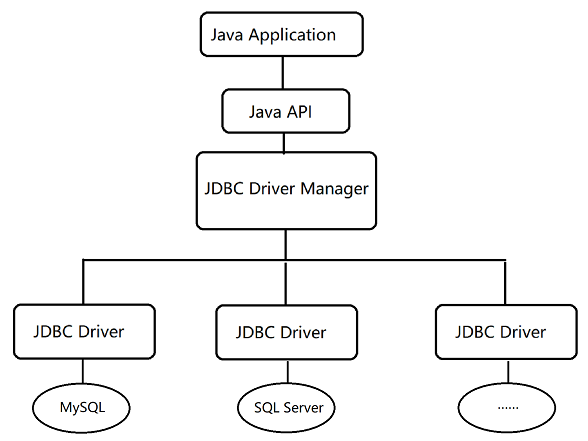 Java Application
Java API
JDBC Driver Manager
JDBC Driver
JDBC Driver
JDBC Driver
MySQL
SQL Server
······